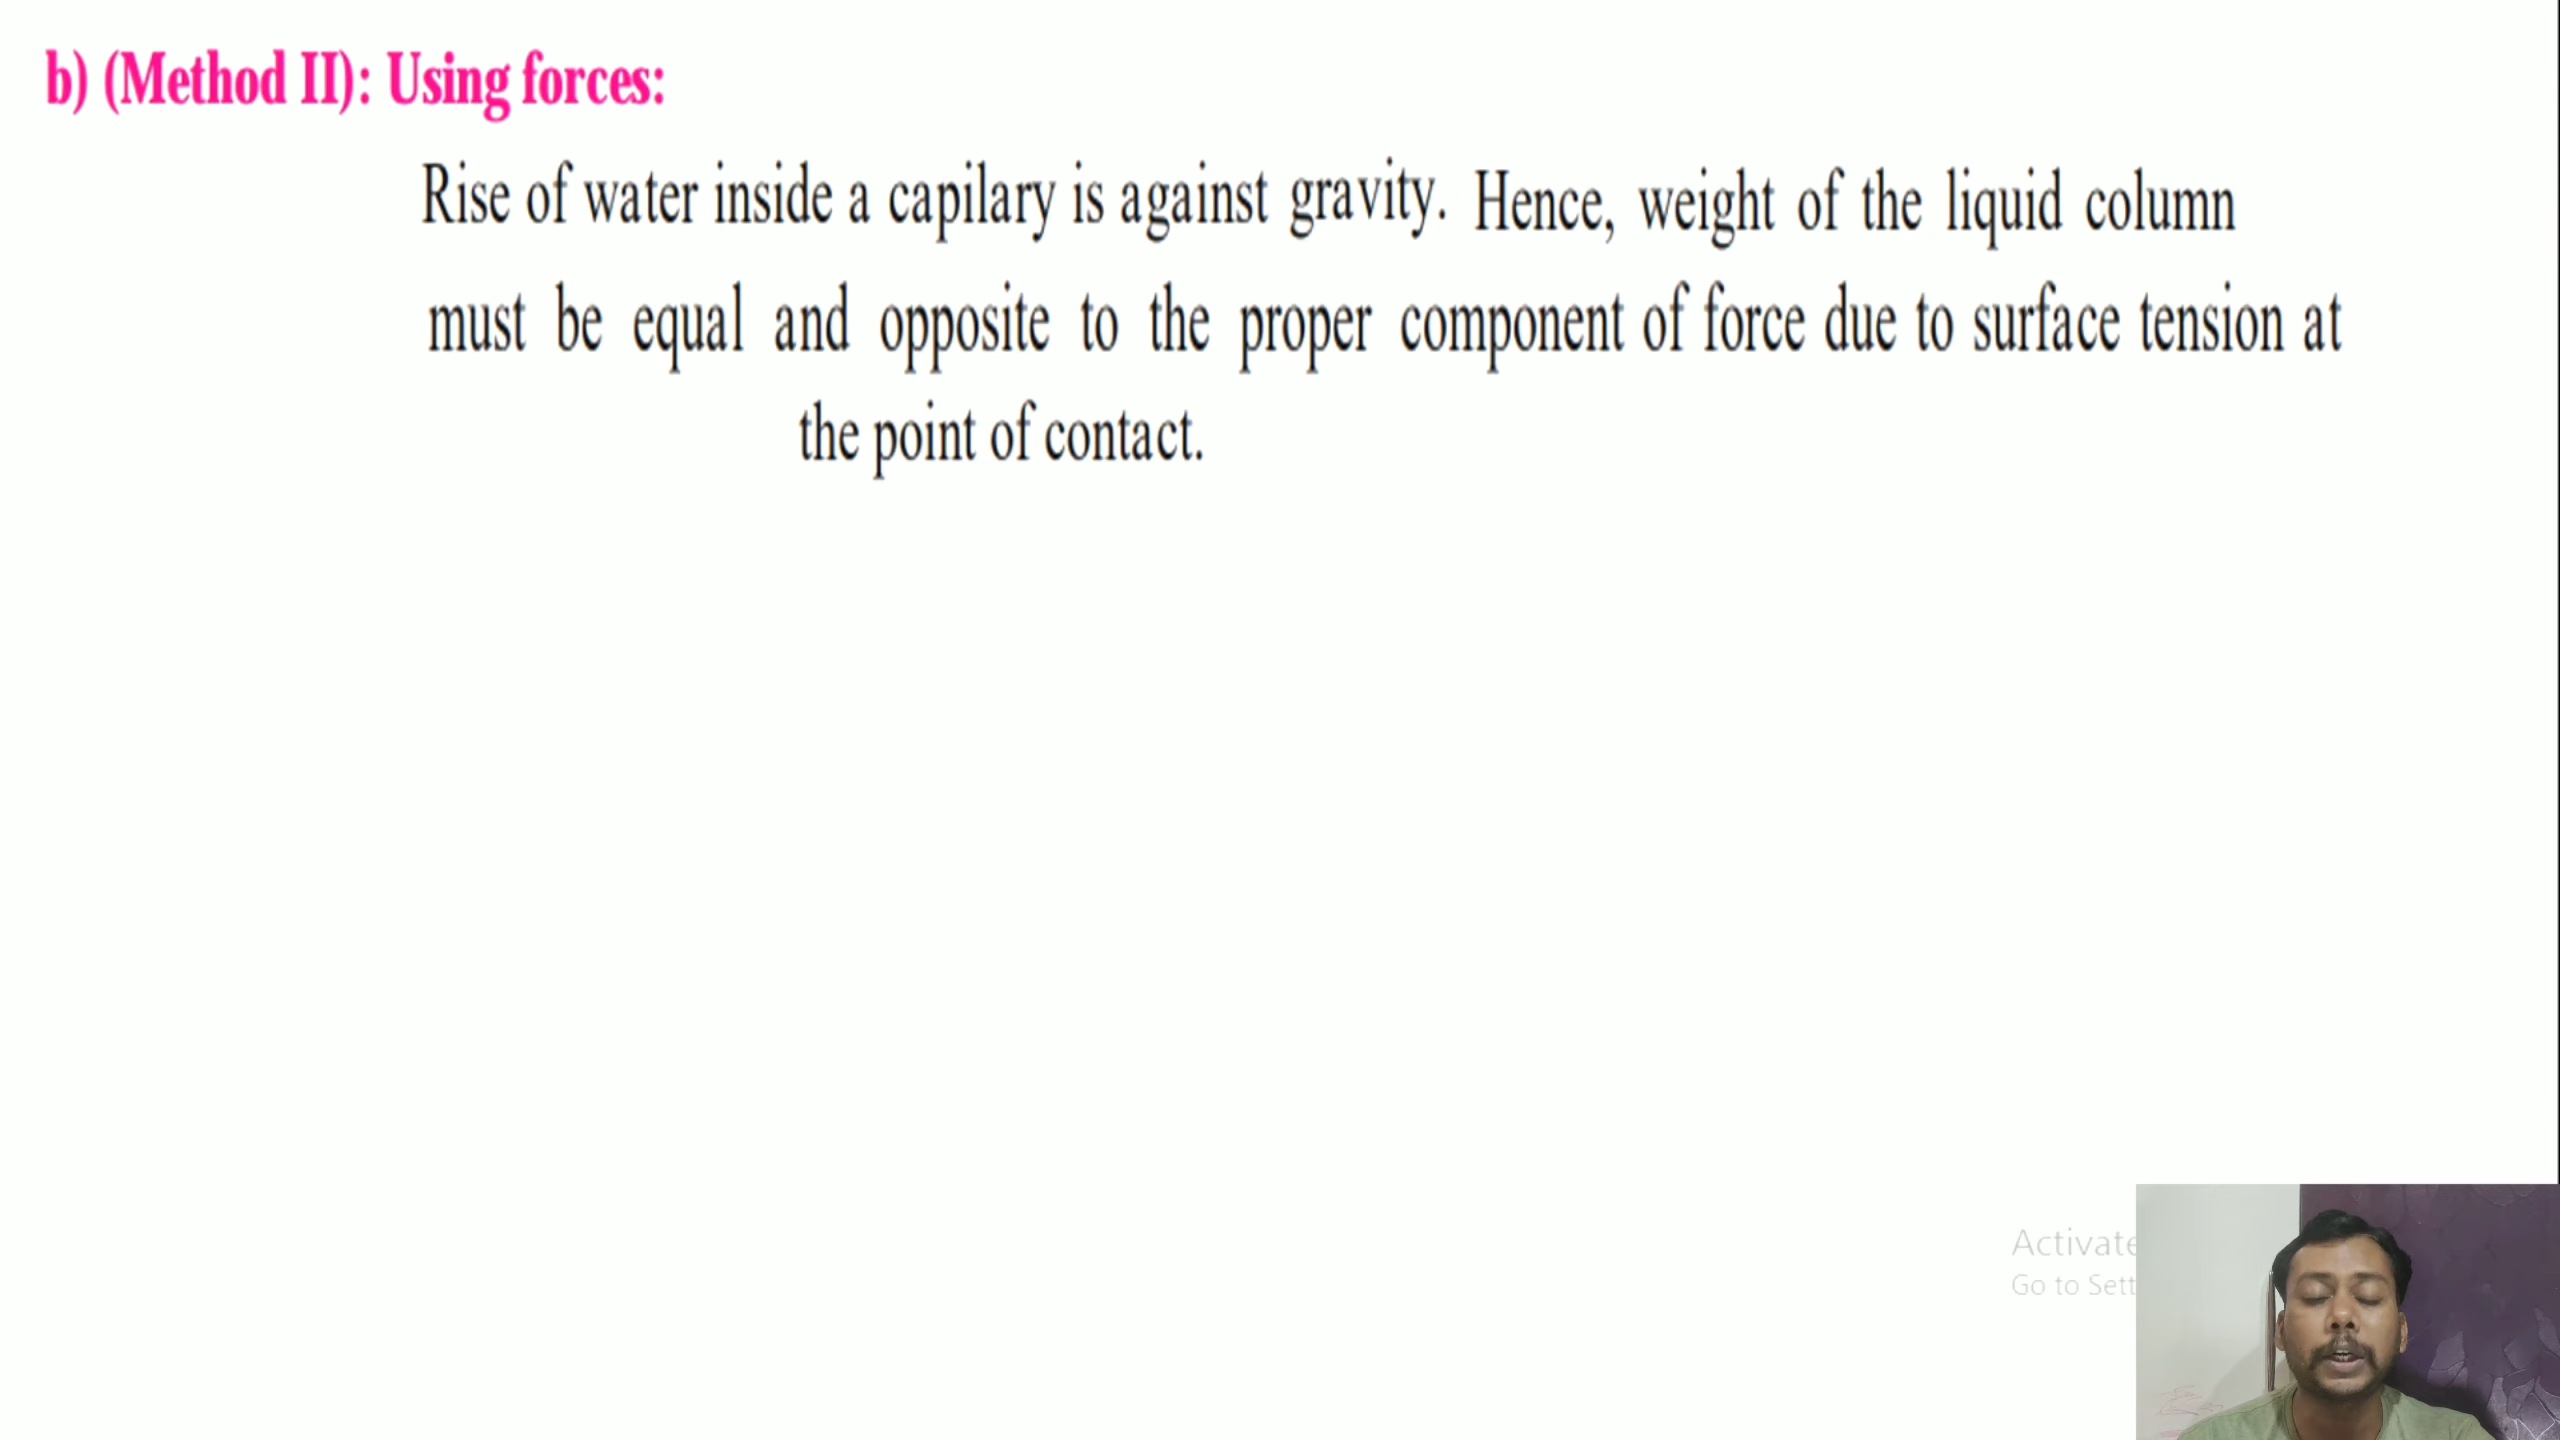 b) (Method II): Using forces:
Rise of water inside a capilary is against gravity. Hence, weight of the liquid column
must be equal and opposite to the proper component of force due to surface tension at
the point of contact.
Activate
Go to Sett